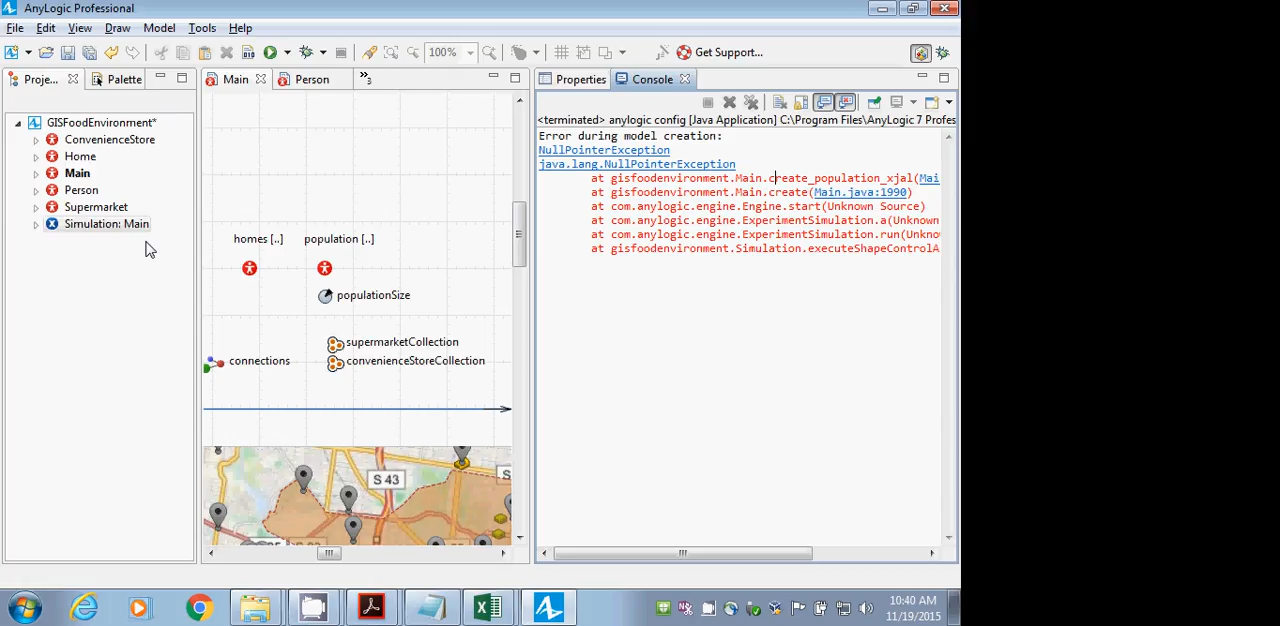 AnyLogic Professional
File Edit View Draw Model Tools Help
100% Get Support...
Proje... Palette Main Person »3 Properties Console
<terminated> anylogic config [Java Application] C:\Program Files\AnyLogic 7 Profes
GISFoodEnvironment*
ConvenienceStore
Home
Main
Person
Supermarket
Simulation: Main
homes [..] population [..]
populationSize
supermarketCollection
connections convenienceStoreCollection
S 43
Error during model creation:
NullPointerException
java.lang.NullPointerException
at gisfoodenvironment.Main.create_population_xjal(Mai
at gisfoodenvironment.Main.create(Main.java:1990)
at com.anylogic.engine.Engine.start(Unknown Source)
at com.anylogic.engine.ExperimentSimulation.a(Unknown
at com.anylogic.engine.ExperimentSimulation.run(Unkno
at gisfoodenvironment.Simulation.executeShapeControlA
10:40 AM
11/19/2015